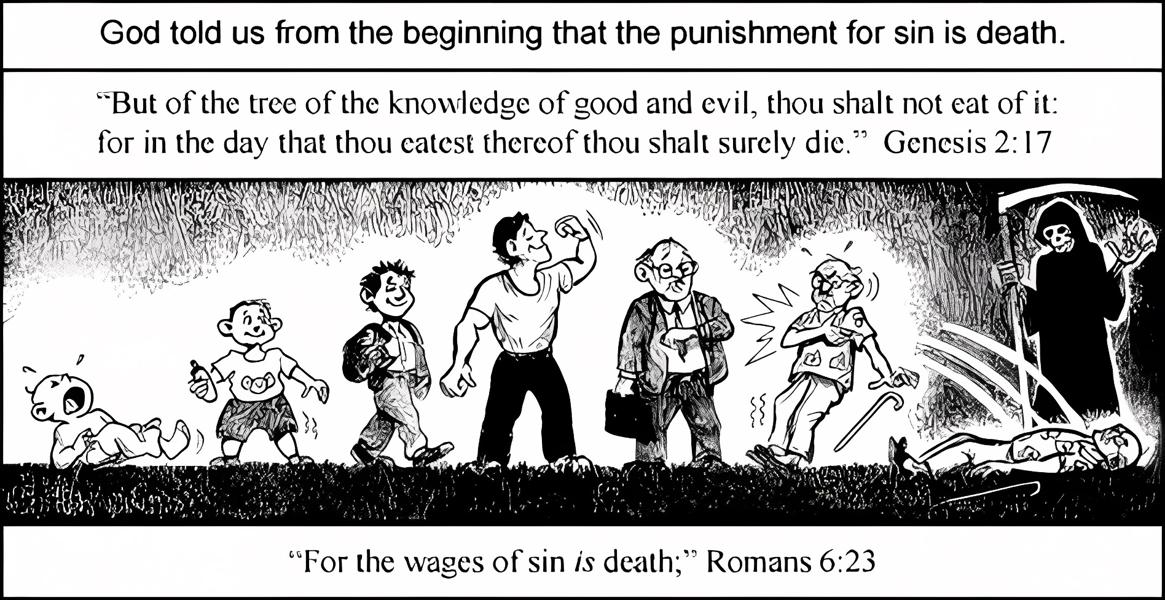 God told us from the beginning that the punishment for sin is death.
“But of the tree of the knowledge of good and evil, thou shalt not eat of it:
for in the day that thou eatest thereof thou shalt surely die.” Genesis 2:17
“For the wages of sin is death;” Romans 6:23